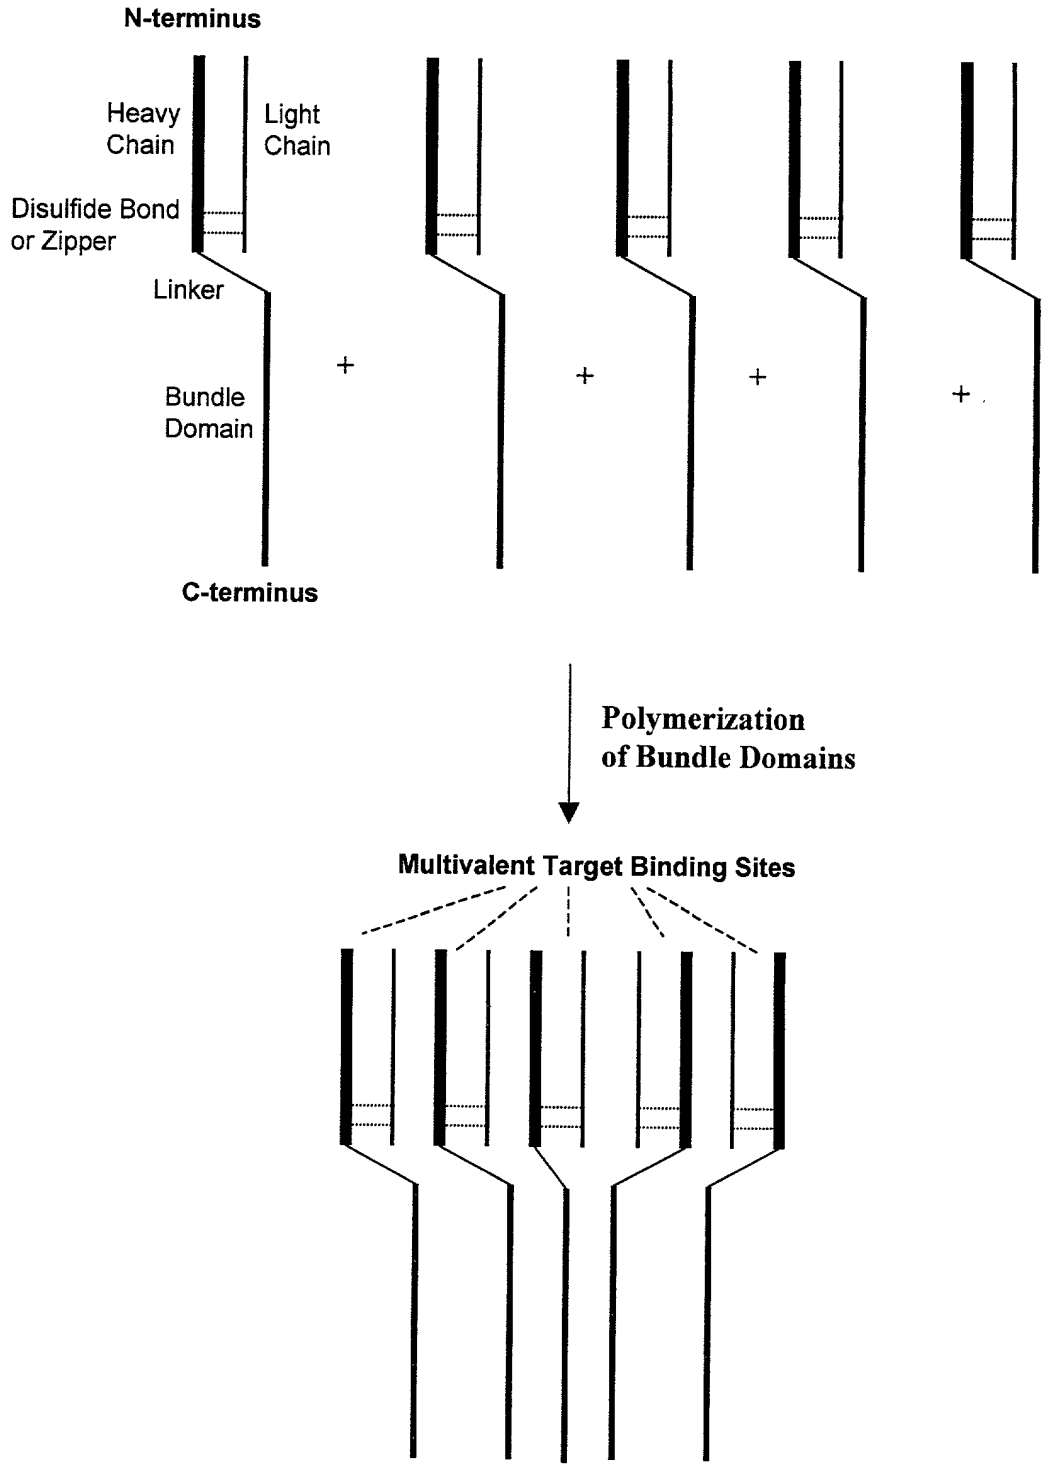 N-terminus
Heavy
Chain
Light
Chain
Disulfide Bond
or Zipper
Linker
Bundle
Domain
+
+
+
+
C-terminus
Polymerization
of Bundle Domains
Multivalent Target Binding Sites